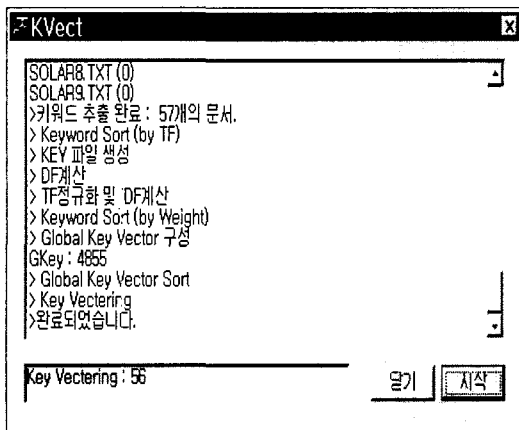 KVect
SOLAR8.TXT (0)
SOLAR9.TXT (0)
>키워드 추출 완료 : 57개의 문서.
> Keyword Sort (by TF)
> KEY 파일 생성
> DF계산
> TF정규화 및 DF계산
> Keyword Sort (by Weight)
> Global Key Vector 구성
GKey : 4855
> Global Key Vector Sort
> Key Vectering
>완료되었습니다.
Key Vectering : 56
닫기
시작